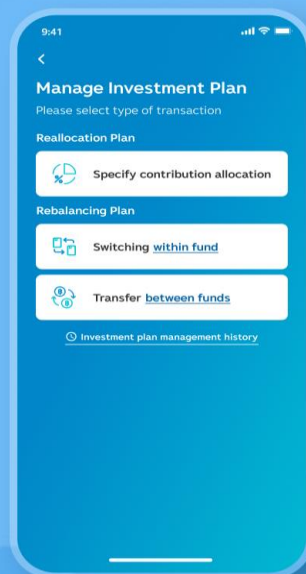 9:41
Manage Investment Plan
Please select type of transaction
Reallocation Plan
% Specify contribution allocation
Rebalancing Plan
Switching within fund
Transfer between funds
Investment plan management history